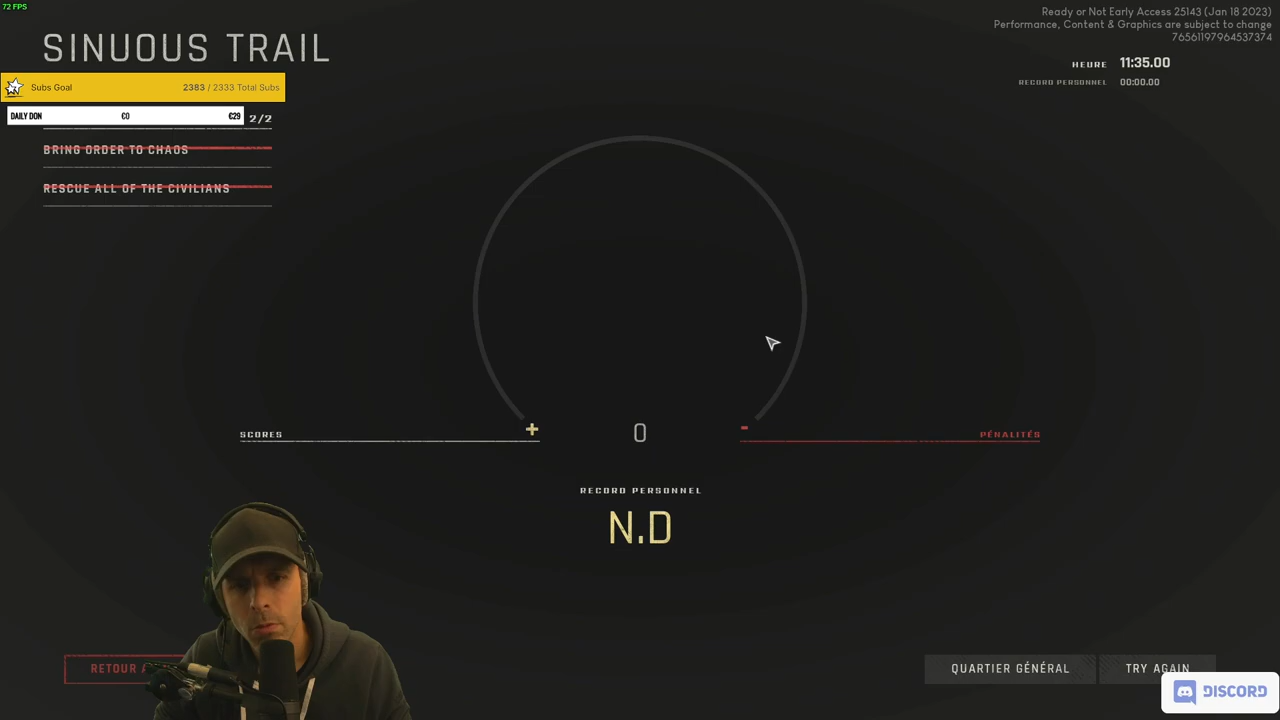 72 FPS
Ready or Not Early Access 25143 (Jan 18 2023)
Performance, Content & Graphics are subject to change
76561197964537374
SINUOUS TRAIL
HEURE 11:35.00
RECORD PERSONNEL 00:00.00
Subs Goal 2383 / 2333 Total Subs
DAILY DON €0 €29 2/2
BRING ORDER TO CHAOS
RESCUE ALL OF THE CIVILIANS
SCORES + 0 - PÉNALITÉS
RECORD PERSONNEL
N.D
RETOUR
QUARTIER GÉNÉRAL
TRY AGAIN
DISCORD